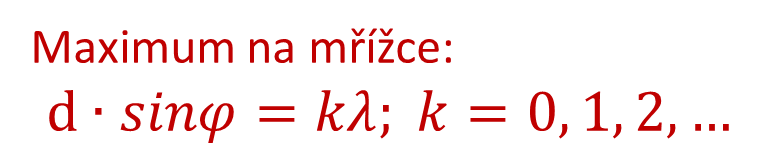 Maximum na mřížce:
d · sinφ = kλ; k = 0, 1, 2, …